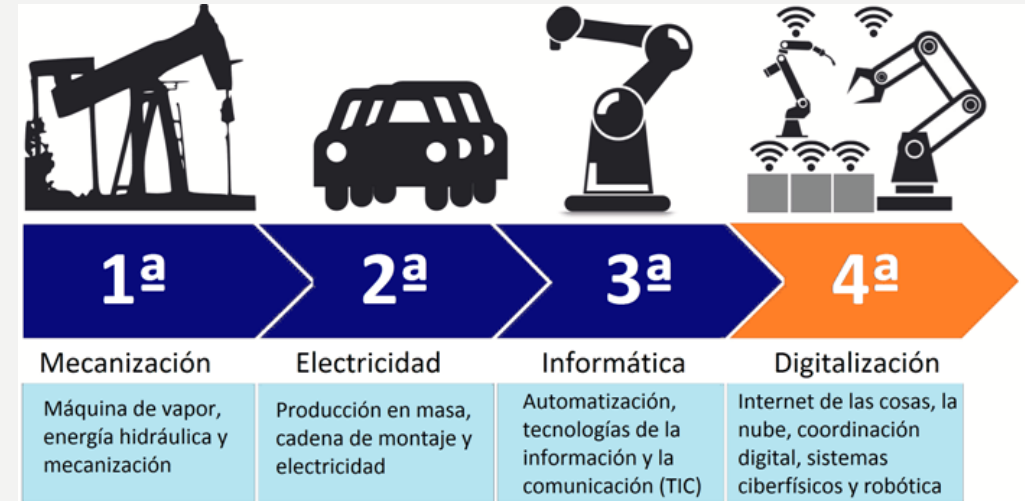 1ª
2ª
3ª
4ª
Mecanización
Electricidad
Informática
Digitalización
Máquina de vapor,
energía hidráulica y
mecanización
Producción en masa,
cadena de montaje y
electricidad
Automatización,
tecnologías de la
información y la
comunicación (TIC)
Internet de las cosas, la
nube, coordinación
digital, sistemas
ciberfísicos y robótica